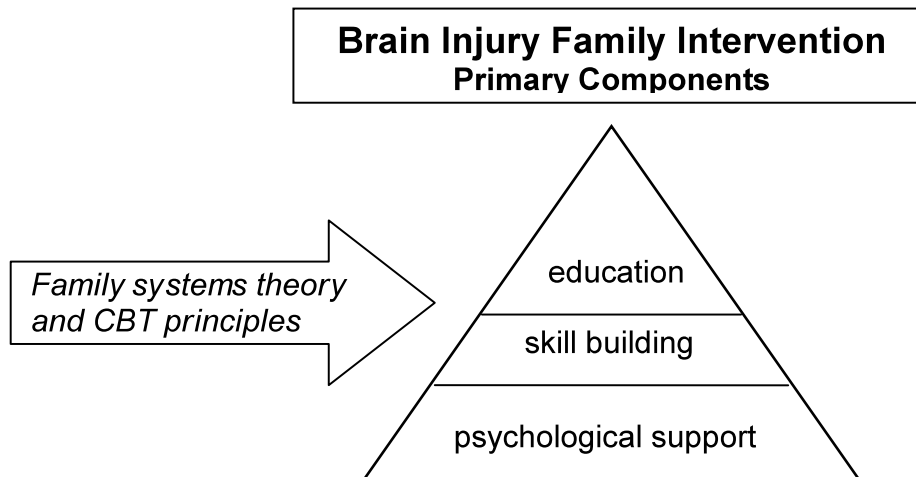 Brain Injury Family Intervention
Primary Components
education
Family systems theory
and CBT principles
skill building
psychological support